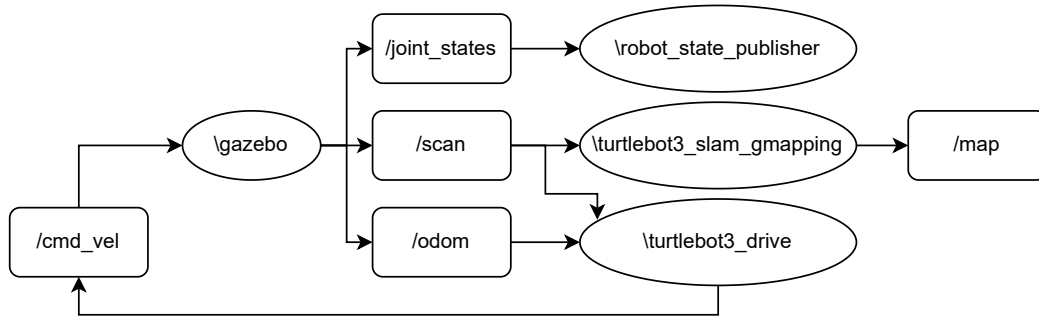 /joint_states
\robot_state_publisher
\gazebo
/scan
\turtlebot3_slam_gmapping
/map
/cmd_vel
/odom
\turtlebot3_drive